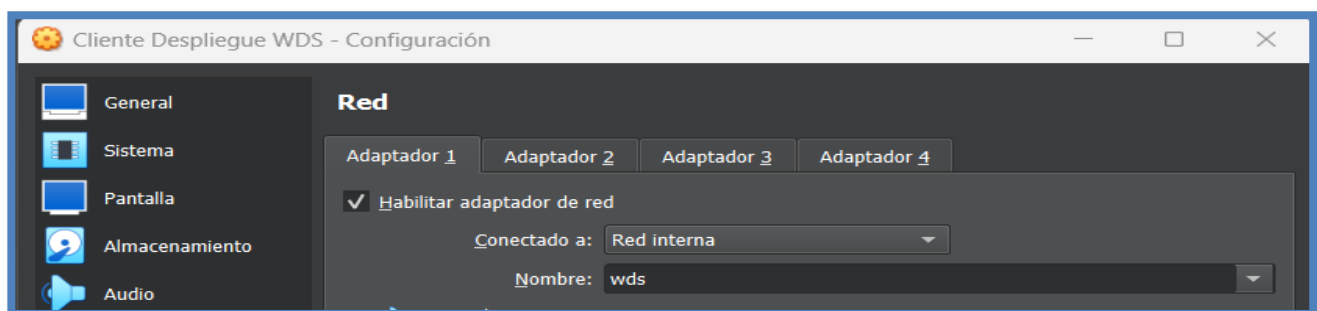 Cliente Despliegue WDS - Configuración
General
Sistema
Pantalla
Almacenamiento
Audio
Red
Adaptador 1 Adaptador 2 Adaptador 3 Adaptador 4
Habilitar adaptador de red
Conectado a: Red interna
Nombre: wds